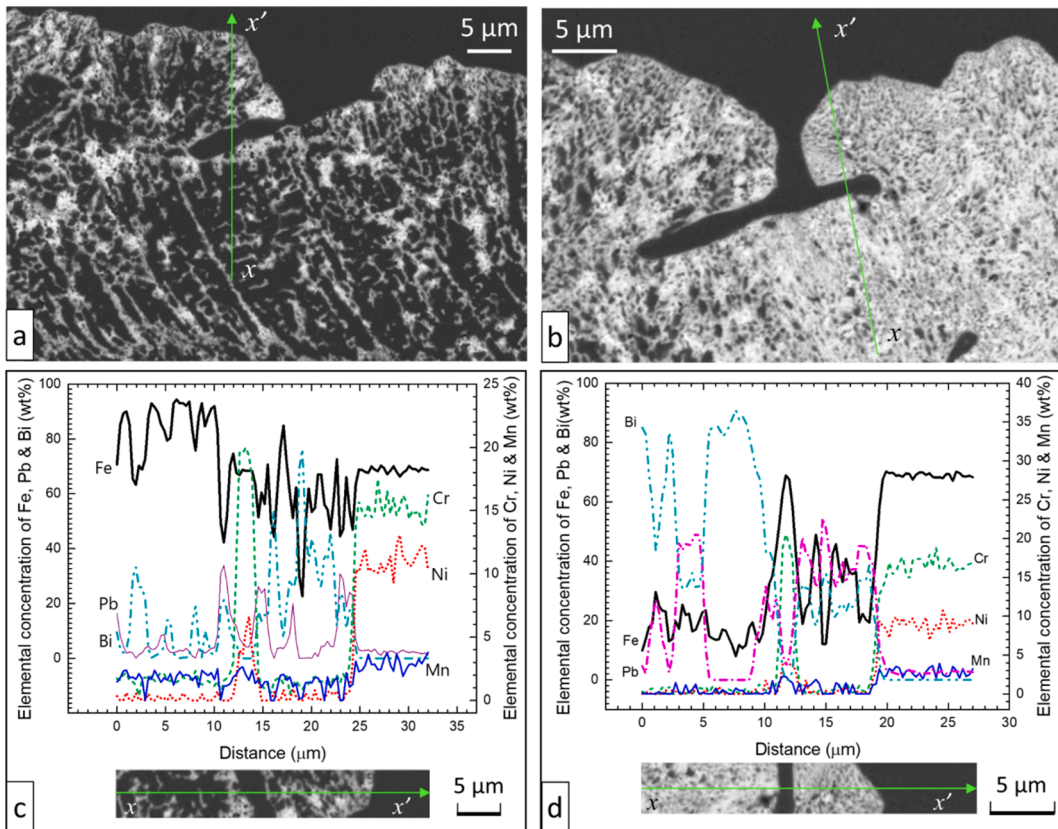 x'
5 μm
x
a
x'
5 μm
x
b
Elemental concentration of Fe, Pb & Bi (wt%)
100
80
60
40
20
0
Fe
Pb
Bi
Cr
Ni
Mn
25
20
15
10
5
0
Elemental concentration of Cr, Ni & Mn (wt%)
0 5 10 15 20 25 30 35
Distance (μm)
x x'
5 μm
c
Elemental concentration of Fe, Pb & Bi(wt%)
100
80
60
40
20
0
Bi
Fe
Pb
Cr
Ni
Mn
40
35
30
25
20
15
10
5
0
Elemental concentration of Cr, Ni & Mn (wt%)
0 5 10 15 20 25 30
Distance (μm)
x x'
5 μm
d